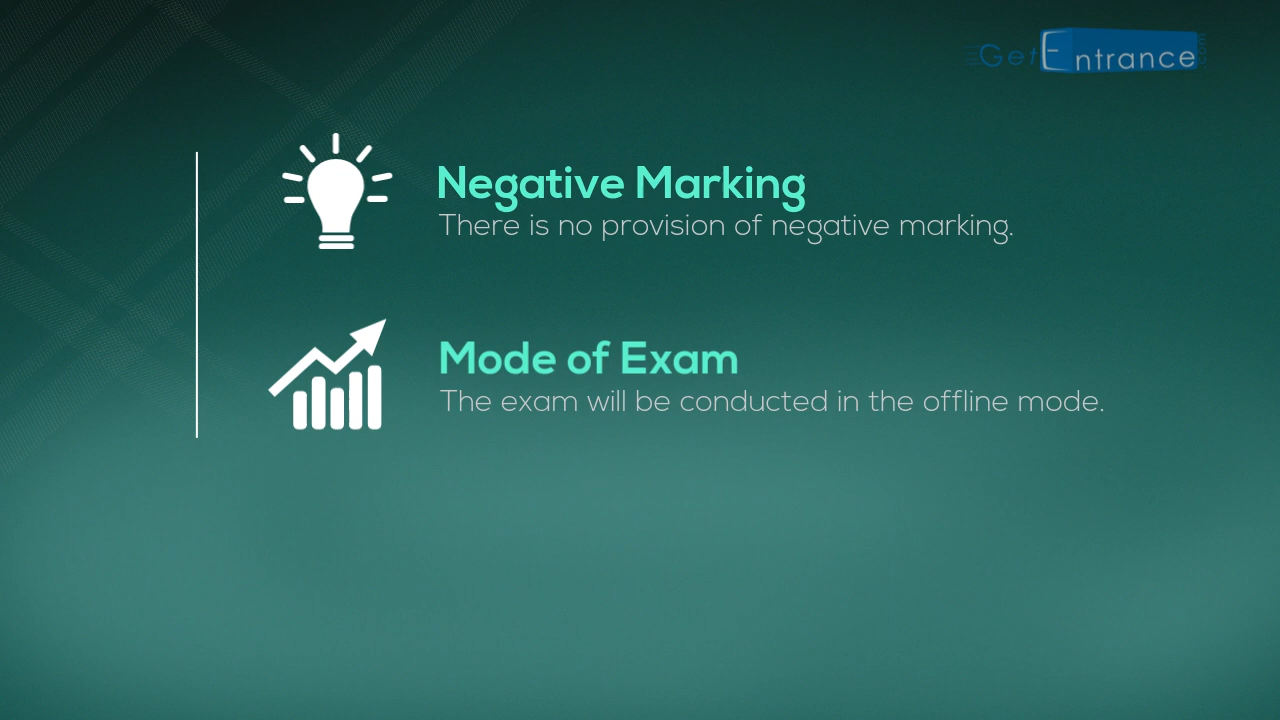 GetEntrance.com
Negative Marking
There is no provision of negative marking.
Mode of Exam
The exam will be conducted in the offline mode.